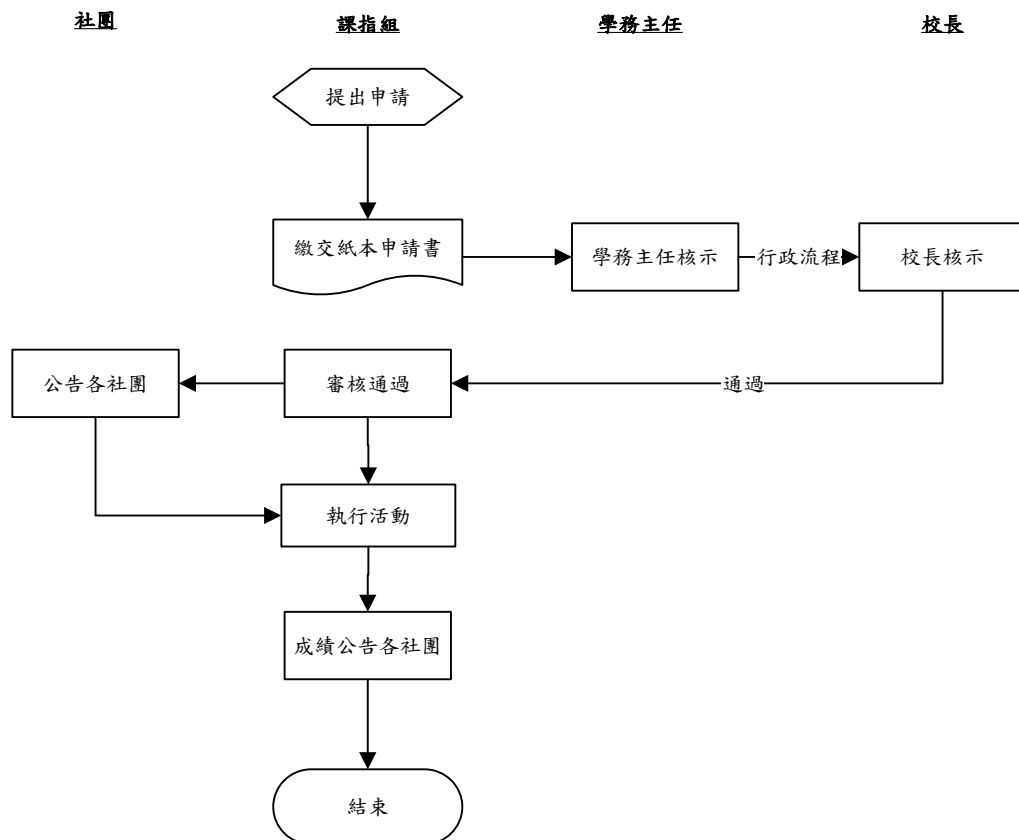 社團
課指組
學務主任
校長
提出申請
繳交紙本申請書
學務主任核示
行政流程
校長核示
公告各社團
審核通過
通過
執行活動
成績公告各社團
結束